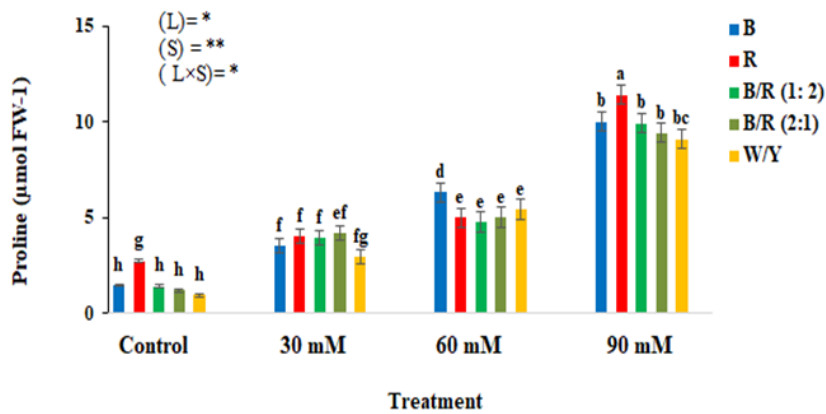 (L)= *
(S) = **
( L×S)= *
15
10
5
0
Proline (µmol FW-1)
h g h h h
f f f ef fg
d e e e e
b a b b bc
Control 30 mM 60 mM 90 mM
Treatment
B
R
B/R (1: 2)
B/R (2:1)
W/Y